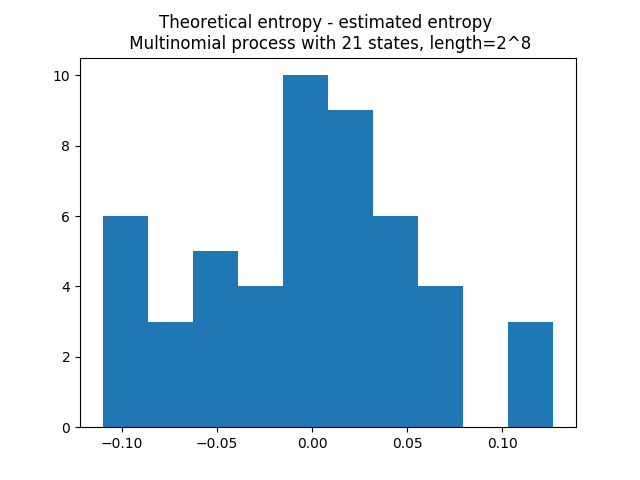 Theoretical entropy - estimated entropy
Multinomial process with 21 states, length=2^8
10
8
6
4
2
0
−0.10 −0.05 0.00 0.05 0.10